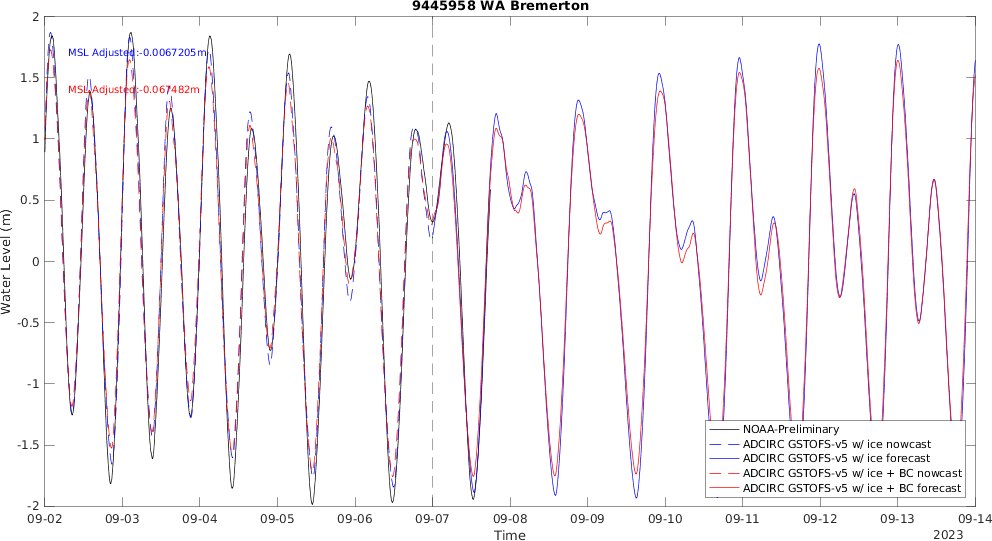 9445958 WA Bremerton
MSL Adjusted:-0.0067205m
MSL Adjusted:-0.067482m
Water Level (m)
2
1.5
1
0.5
0
-0.5
-1
-1.5
-2
NOAA-Preliminary
ADCIRC GSTOFS-v5 w/ ice nowcast
ADCIRC GSTOFS-v5 w/ ice forecast
ADCIRC GSTOFS-v5 w/ ice + BC nowcast
ADCIRC GSTOFS-v5 w/ ice + BC forecast
09-02 09-03 09-04 09-05 09-06 09-07 09-08 09-09 09-10 09-11 09-12 09-13 09-14
Time
2023